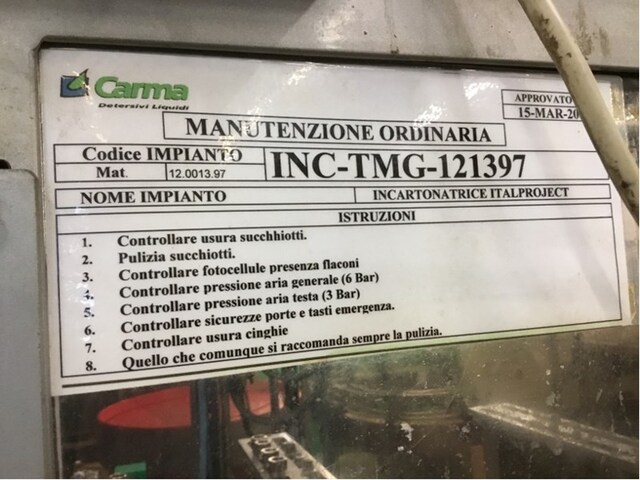 Carma
Detersivi Liquidi
APPROVATO
15-MAR-20
MANUTENZIONE ORDINARIA
Codice IMPIANTO
INC-TMG-121397
Mat. 12.0013.97
NOME IMPIANTO INCARTONATRICE ITALPROJECT
ISTRUZIONI
1. Controllare usura succhhiotti.
2. Pulizia succhiotti.
3. Controllare fotocellule presenza flaconi
4. Controllare pressione aria generale (6 Bar)
5. Controllare pressione aria testa (3 Bar)
6. Controllare sicurezze porte e tasti emergenza.
7. Controllare usura cinghie
8. Quello che comunque si raccomanda sempre la pulizia.